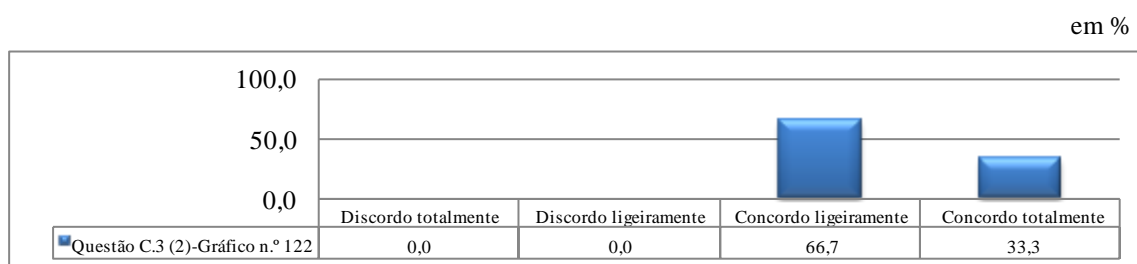 em %
100,0
50,0
0,0
Discordo totalmente Discordo ligeiramente Concordo ligeiramente Concordo totalmente
Questão C.3 (2)-Gráfico n.º 122 0,0 0,0 66,7 33,3